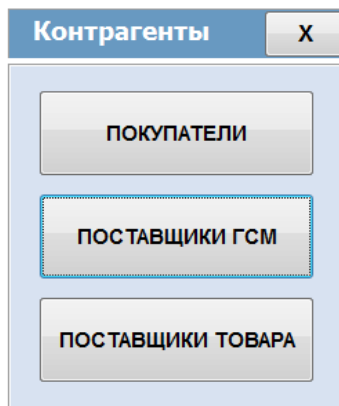 Контрагенты X
ПОКУПАТЕЛИ
ПОСТАВЩИКИ ГСМ
ПОСТАВЩИКИ ТОВАРА